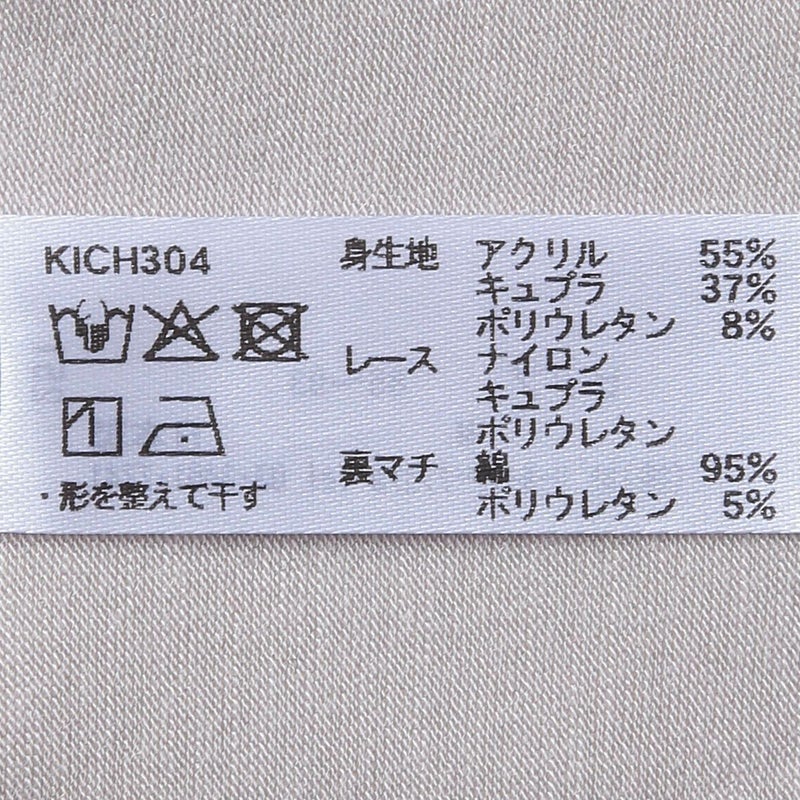 KICH304
・形を整えて干す
身生地 アクリル 55%
キュプラ 37%
ポリウレタン 8%
レース ナイロン
キュプラ
ポリウレタン
裏マチ 綿 95%
ポリウレタン 5%